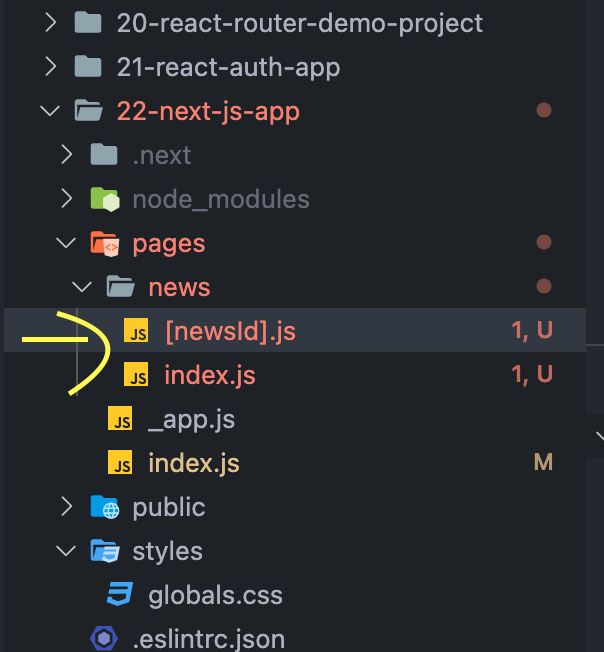 20-react-router-demo-project
21-react-auth-app
22-next-js-app
.next
node_modules
pages
news
JS [newsId].js 1, U
JS index.js 1, U
JS _app.js
JS index.js M
public
styles
globals.css
.eslintrc.json